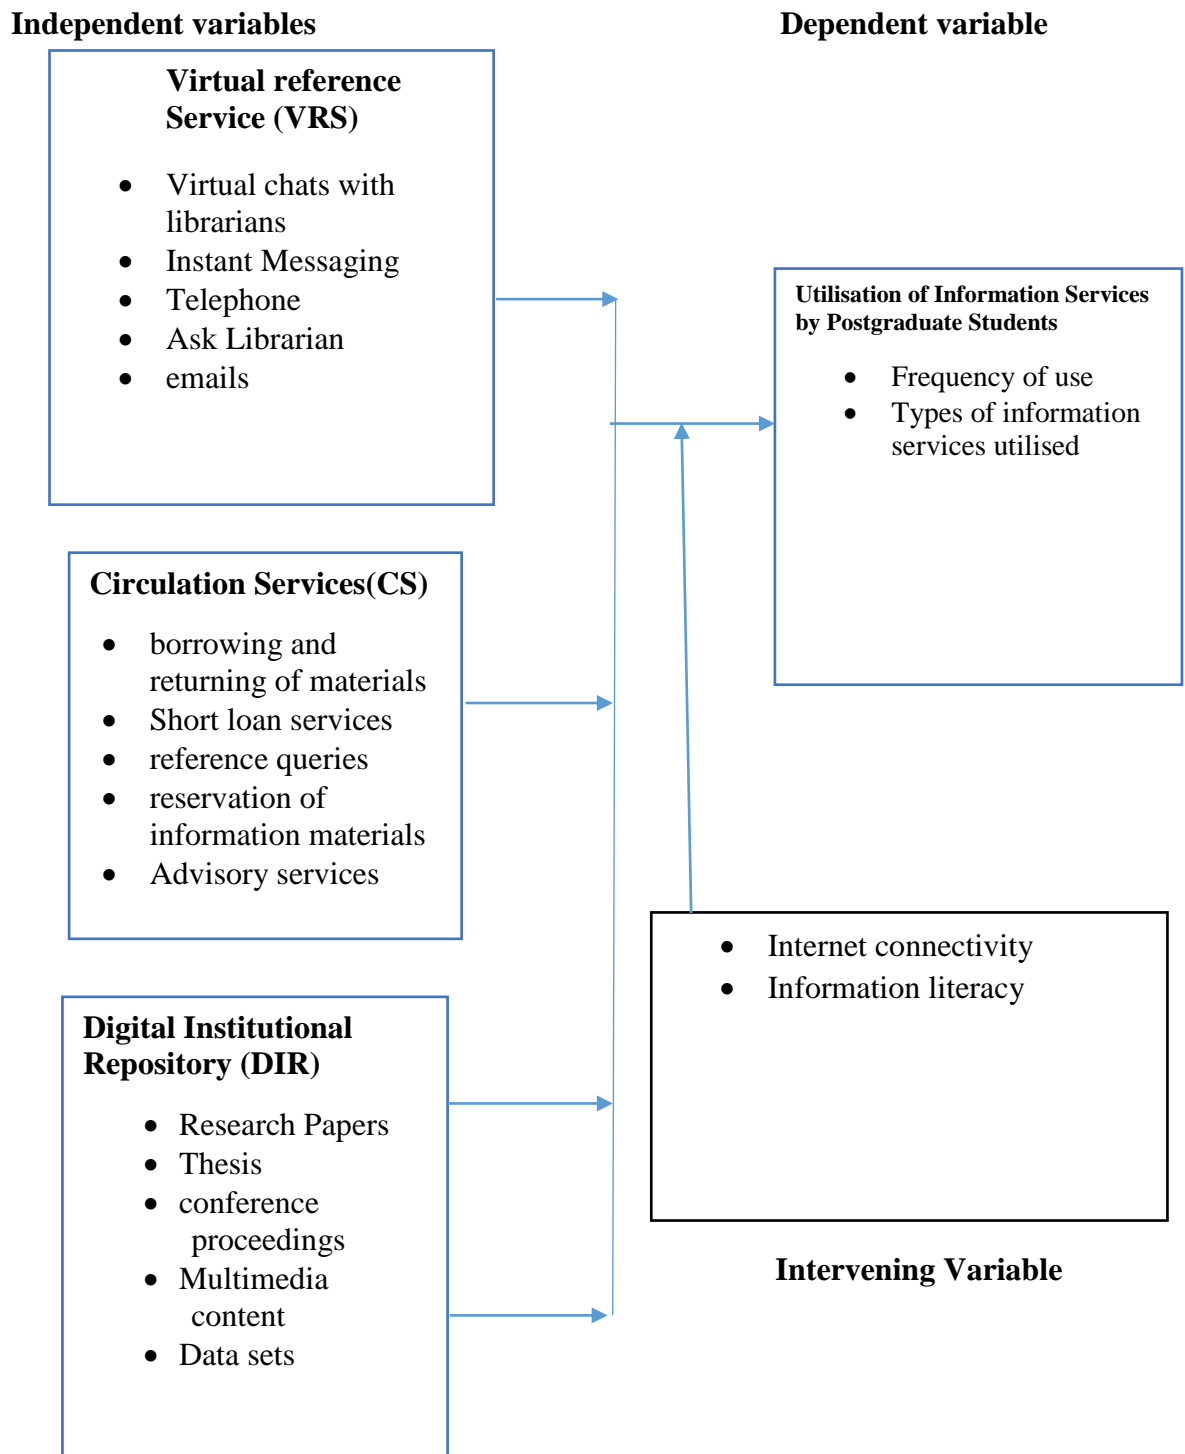 Independent variables
Dependent variable
Virtual reference
Service (VRS)
• Virtual chats with
librarians
• Instant Messaging
• Telephone
• Ask Librarian
• emails
Utilisation of Information Services
by Postgraduate Students
• Frequency of use
• Types of information
services utilised
Circulation Services(CS)
• borrowing and
returning of materials
• Short loan services
• reference queries
• reservation of
information materials
• Advisory services
• Internet connectivity
• Information literacy
Intervening Variable
Digital Institutional
Repository (DIR)
• Research Papers
• Thesis
• conference
proceedings
• Multimedia
content
• Data sets